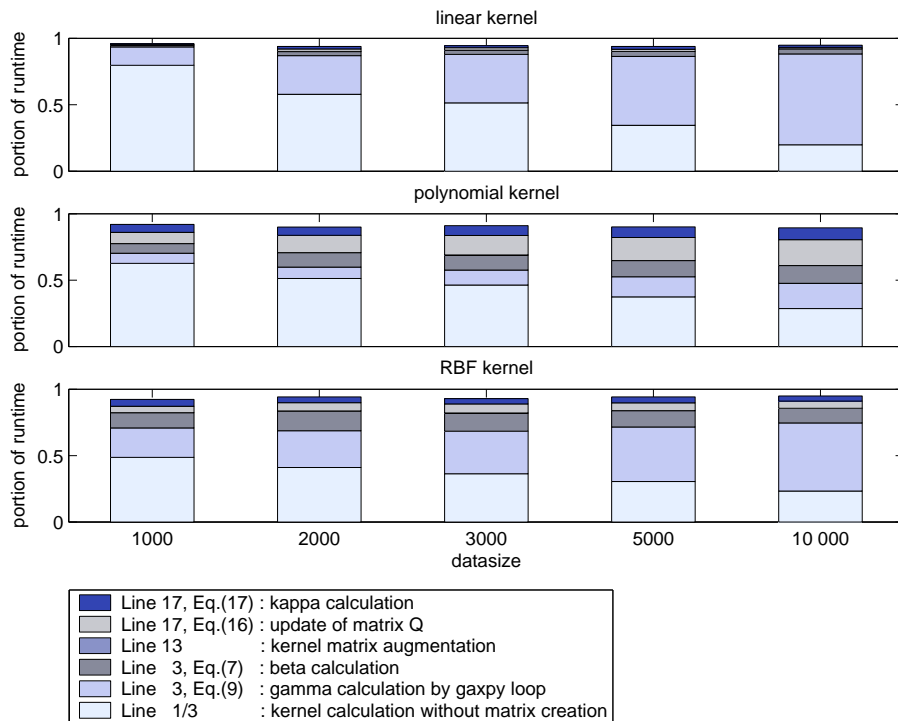 linear kernel
1
0.5
0
portion of runtime
polynomial kernel
1
0.5
0
portion of runtime
RBF kernel
1
0.5
0
portion of runtime
1000 2000 3000 5000 10 000
datasize
Line 17, Eq.(17) : kappa calculation
Line 17, Eq.(16) : update of matrix Q
Line 13 : kernel matrix augmentation
Line 3, Eq.(7) : beta calculation
Line 3, Eq.(9) : gamma calculation by gaxpy loop
Line 1/3 : kernel calculation without matrix creation